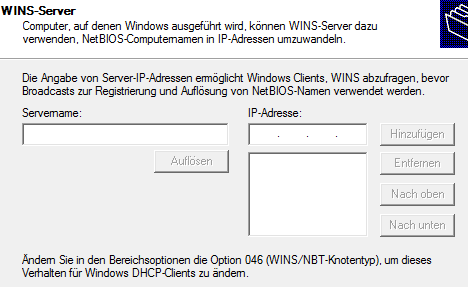 WINS-Server
Computer, auf denen Windows ausgeführt wird, können WINS-Server dazu
verwenden, NetBIOS-Computernamen in IP-Adressen umzuwandeln.
Die Angabe von Server-IP-Adressen ermöglicht Windows Clients, WINS abzufragen, bevor
Broadcasts zur Registrierung und Auflösung von NetBIOS-Namen verwendet werden.
Servername:
IP-Adresse:
. . .
Hinzufügen
Auflösen
Entfernen
Nach oben
Nach unten
Ändern Sie in den Bereichsoptionen die Option 046 (WINS/NBT-Knotentyp), um dieses
Verhalten für Windows DHCP-Clients zu ändern.